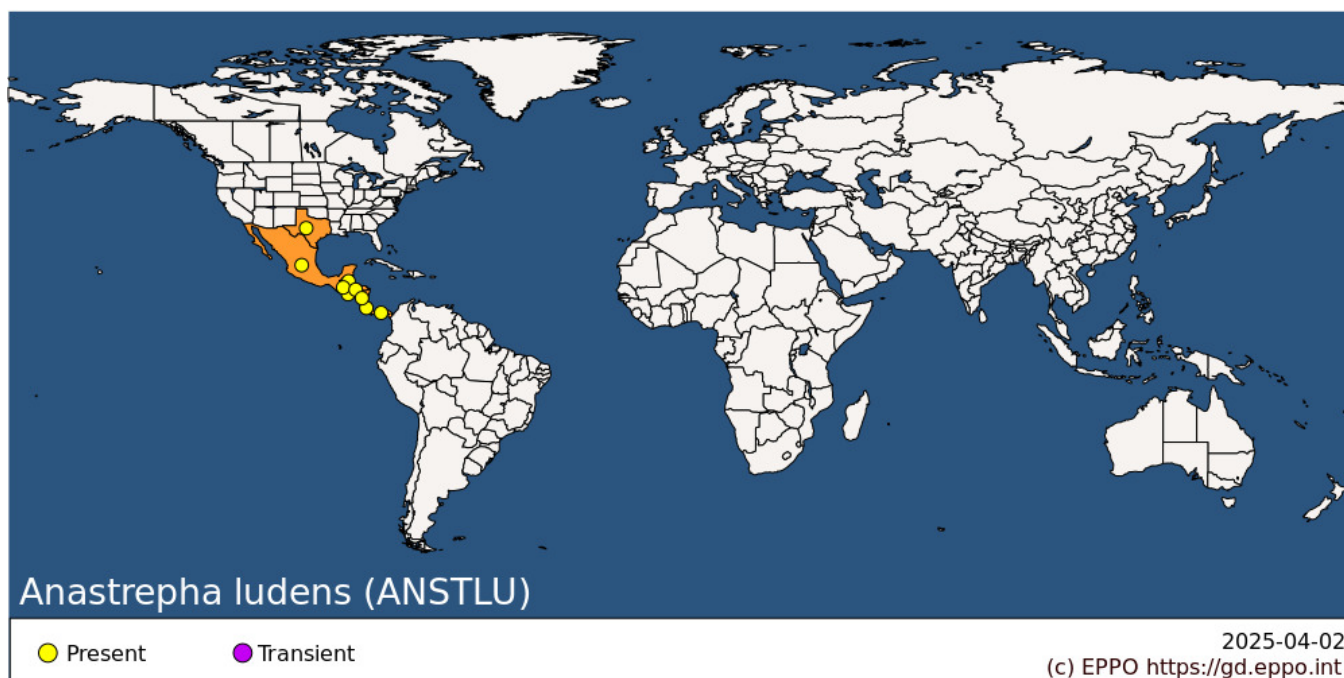 Anastrepha ludens (ANSTLU)
Present
Transient
2025-04-02
(c) EPPO https://gd.eppo.int